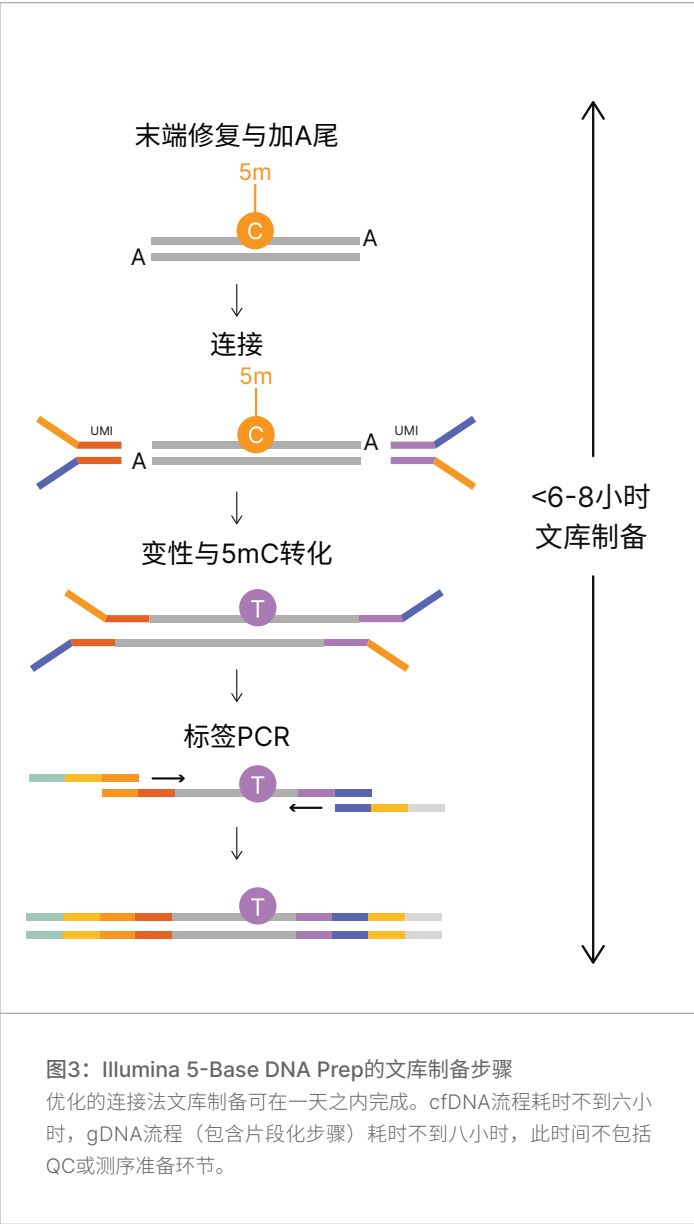 末端修复与加A尾
5m
C
A
A
连接
5m
UMI
C
UMI
A
A
<6-8小时
文库制备
变性与5mC转化
T
标签PCR
T
T
图3：Illumina 5-Base DNA Prep的文库制备步骤
优化的连接法文库制备可在一天之内完成。cfDNA流程耗时不到六小
时，gDNA流程（包含片段化步骤）耗时不到八小时，此时间不包括
QC或测序准备环节。